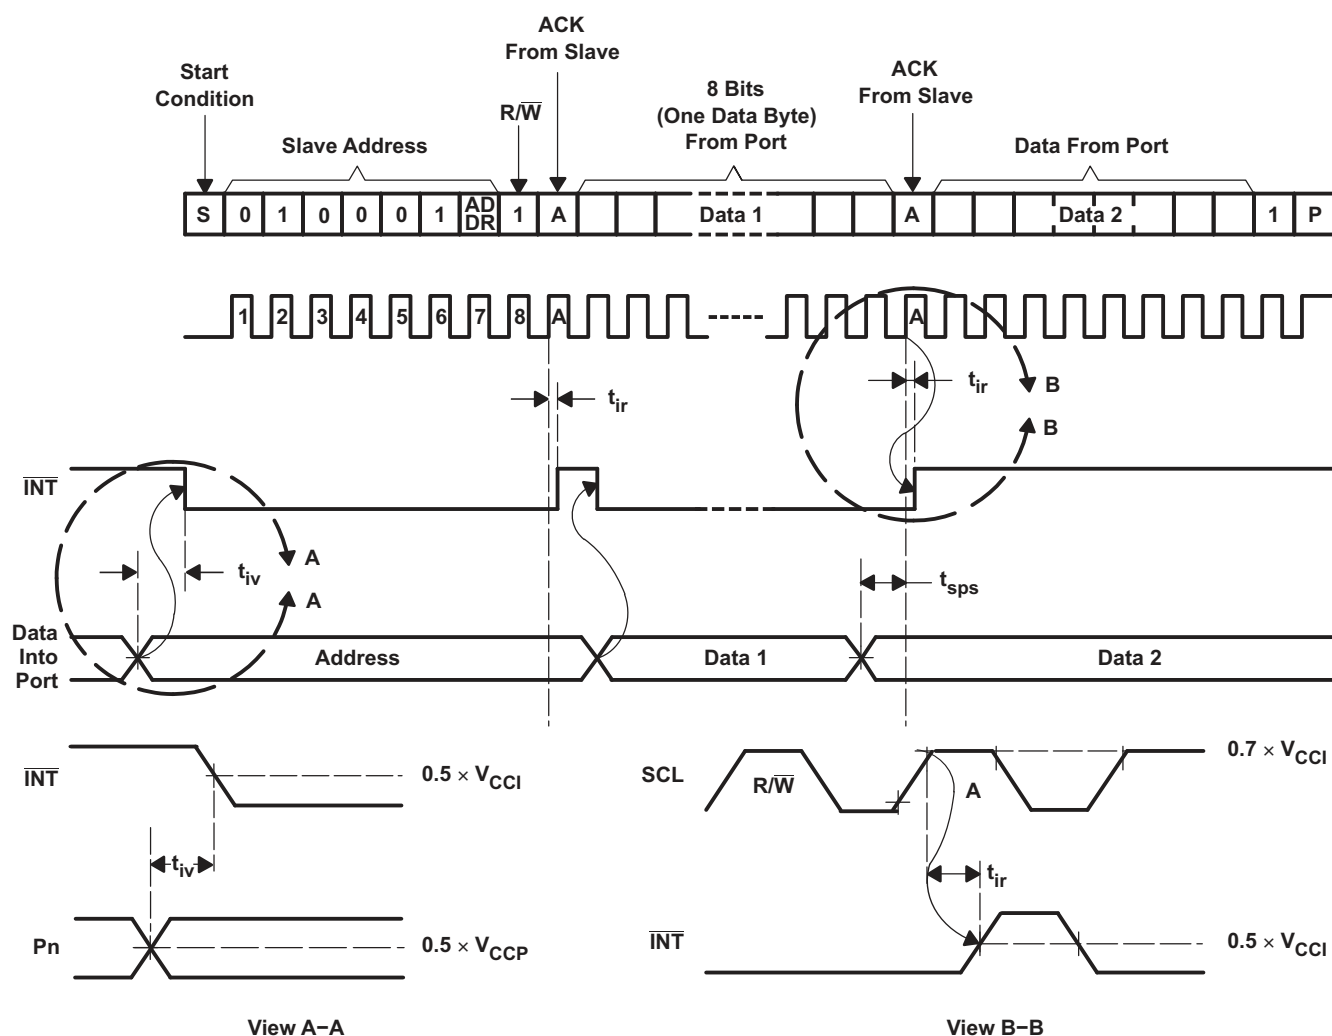 ACK
From Slave
Start
Condition
R/W̅
8 Bits
(One Data Byte)
From Port
ACK
From Slave
Slave Address
Data From Port
S 0 1 0 0 0 1 AD DR 1 A Data 1 A Data 2 1 P
1 2 3 4 5 6 7 8 A A
t_ir
t_ir
B
B
I̅N̅T̅
t_iv
A
A
t_sps
Data
Into
Port
Address
Data 1
Data 2
I̅N̅T̅
0.5 × V_CCI
t_iv
Pn
0.5 × V_CCP
View A–A
SCL
R/W̅
A
0.7 × V_CCI
t_ir
I̅N̅T̅
0.5 × V_CCI
View B–B